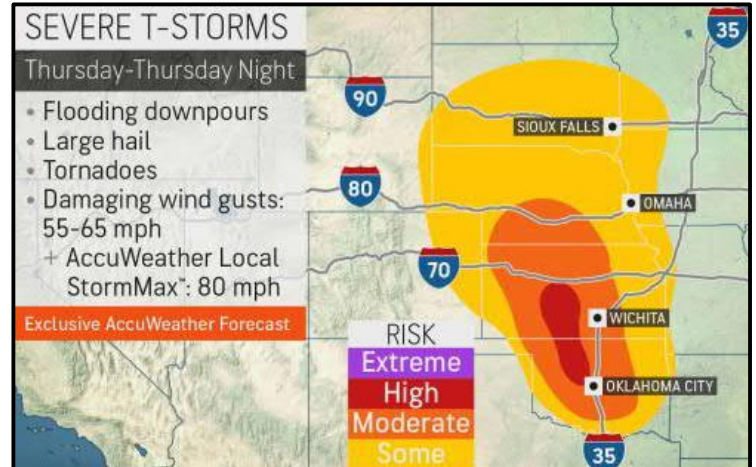 SEVERE T-STORMS
Thursday-Thursday Night
• Flooding downpours
• Large hail
• Tornadoes
• Damaging wind gusts:
55-65 mph
+ AccuWeather Local
StormMax™: 80 mph
Exclusive AccuWeather Forecast
35
90
SIOUX FALLS
80
OMAHA
70
WICHITA
OKLAHOMA CITY
35
RISK
Extreme
High
Moderate
Some